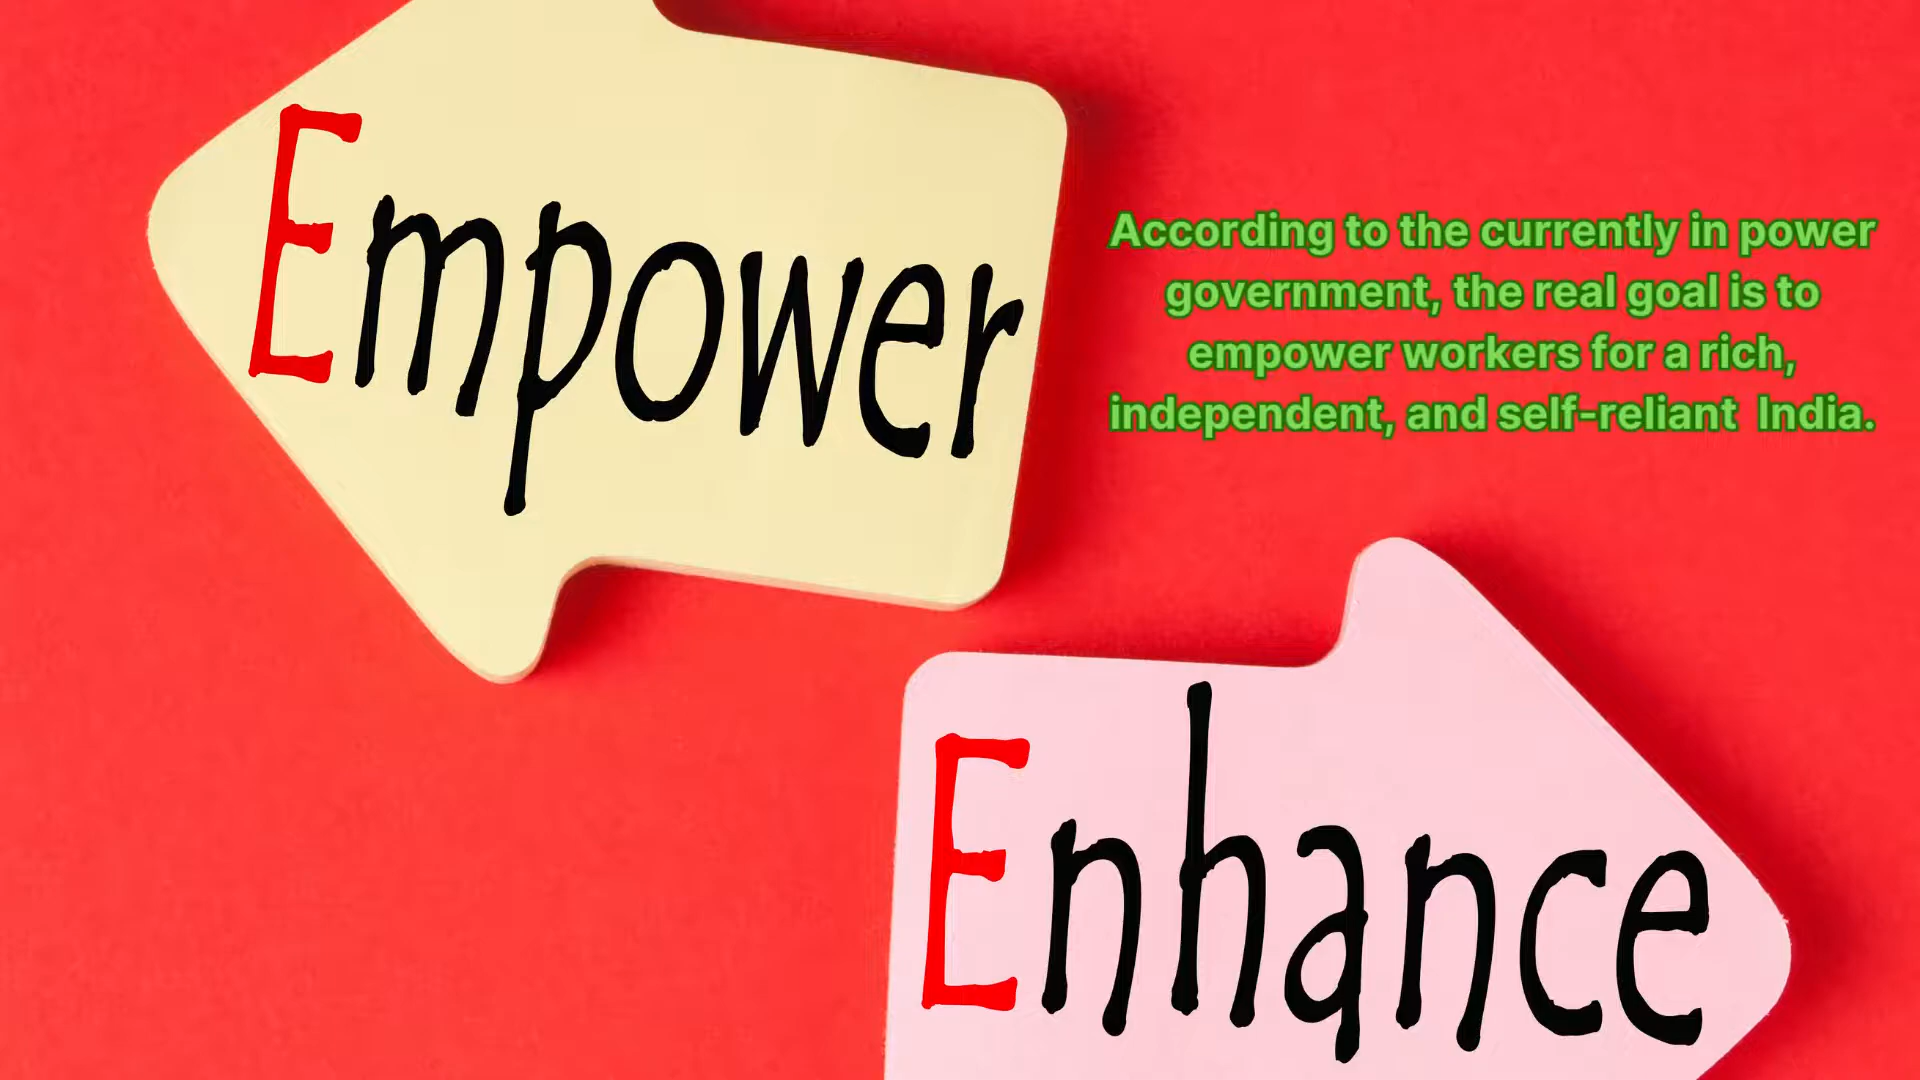 Empower
According to the currently in power
government, the real goal is to
empower workers for a rich,
independent, and self-reliant India.
Enhance